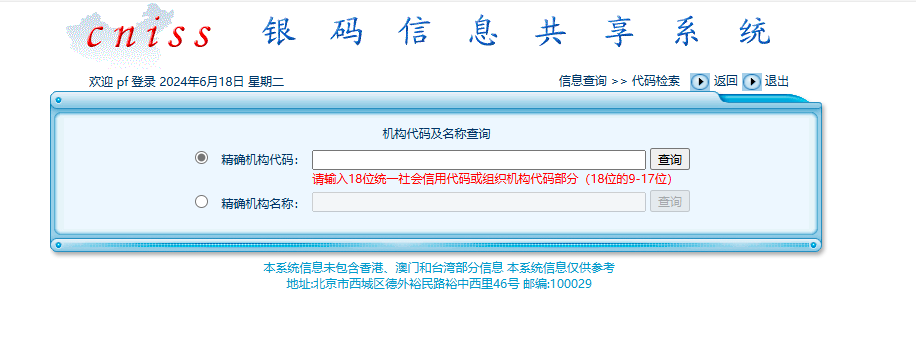 cniss 银码信息共享系统
欢迎 pf 登录 2024年6月18日 星期二 信息查询 >> 代码检索 返回 退出
机构代码及名称查询
精确机构代码： 查询
请输入18位统一社会信用代码或组织机构代码部分（18位的9-17位）
精确机构名称： 查询
本系统信息未包含香港、澳门和台湾部分信息 本系统信息仅供参考
地址:北京市西城区德外裕民路裕中西里46号 邮编:100029